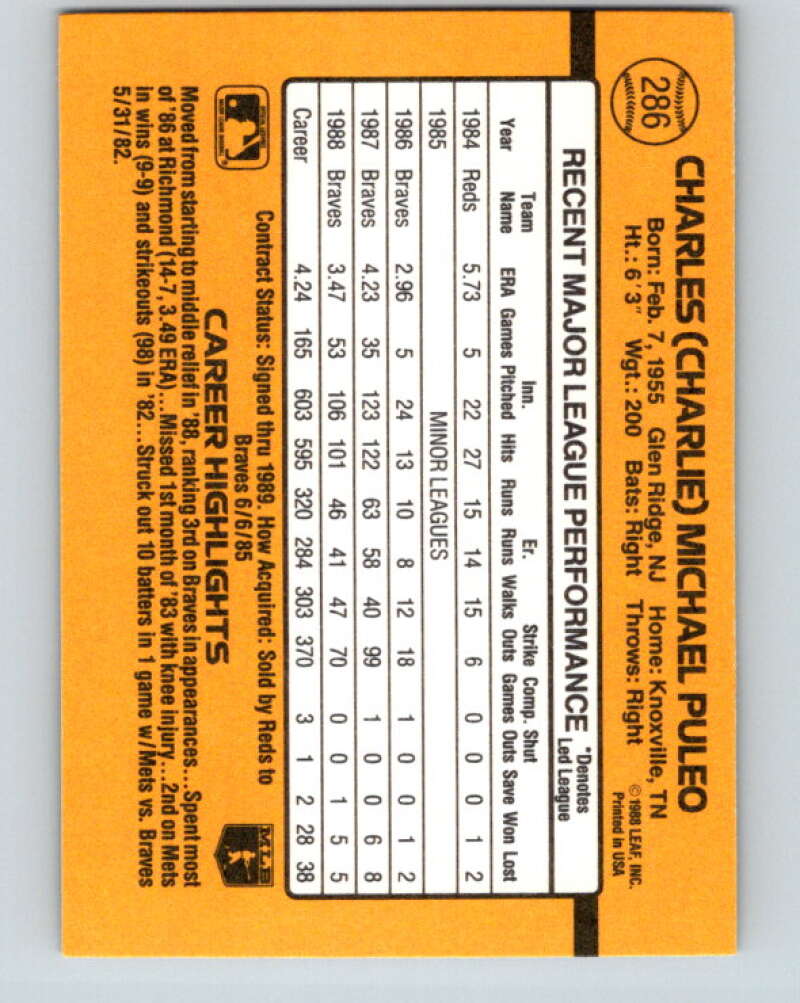 286
CHARLES (CHARLIE) MICHAEL PULEO
Born: Feb. 7, 1955 Glen Ridge, NJ Home: Knoxville, TN
Ht.: 6'3" Wgt.: 200 Bats: Right Throws: Right
© 1988 LEAF, INC.
Printed in USA
RECENT MAJOR LEAGUE PERFORMANCE
*Denotes
Led League
Team Inn. Er. Strike Comp. Shut
Year Name ERA Games Pitched Hits Runs Runs Walks Outs Games Outs Save Won Lost
1984 Reds 5.73 5 22 27 15 14 15 6 0 0 0 1 2
1985 MINOR LEAGUES
1986 Braves 2.96 5 24 13 10 8 12 18 1 0 0 1 2
1987 Braves 4.23 35 123 122 63 58 40 99 1 0 0 6 8
1988 Braves 3.47 53 106 101 46 41 47 70 0 0 1 5 5
Career 4.24 165 603 595 320 284 303 370 3 1 2 28 38
Contract Status: Signed thru 1989. How Acquired: Sold by Reds to
Braves 6/6/85
CAREER HIGHLIGHTS
MLB
Moved from starting to middle relief in '88, ranking 3rd on Braves in appearances...Spent most
of '86 at Richmond (14-7, 3.49 ERA)...Missed 1st month of '83 with knee injury...2nd on Mets
in wins (9-9) and strikeouts (98) in '82...Struck out 10 batters in 1 game w/Mets vs. Braves
5/31/82.